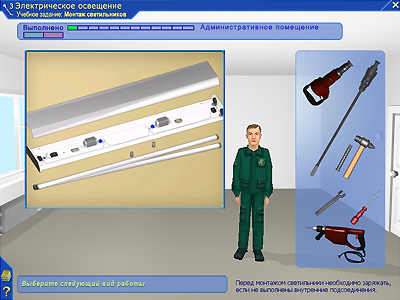 3 Электрическое освещение
Учебное задание: Монтаж светильников
Выполнено
Административное помещение
Выберите следующий вид работы
Перед монтажом светильники необходимо заряжать,
если не выполнены внутренние подсоединения.
?